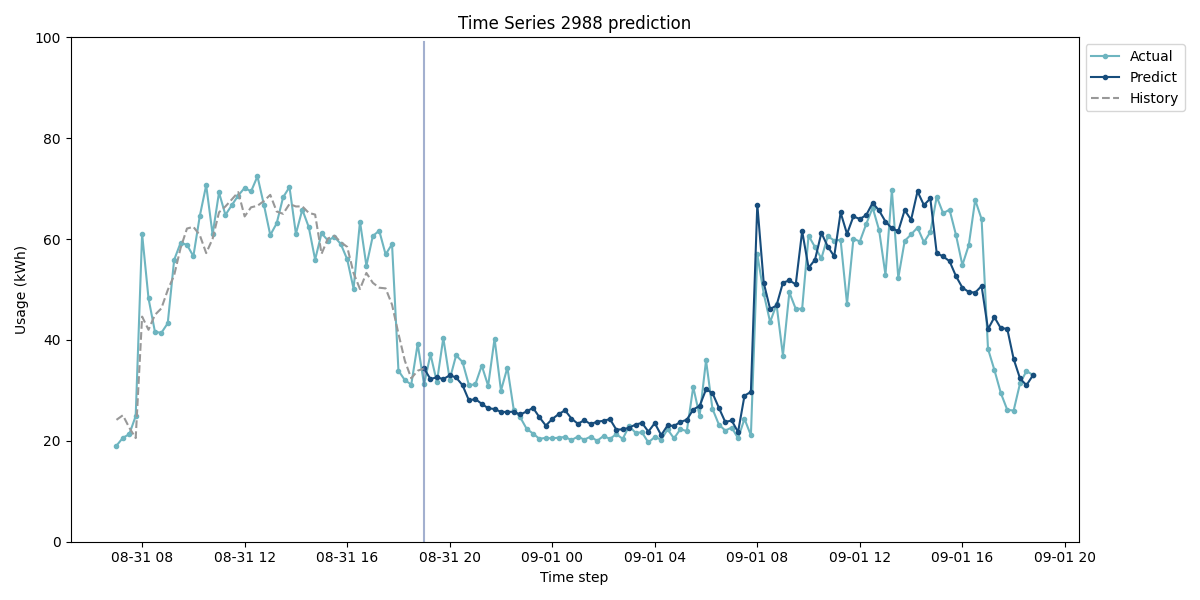 Time Series 2988 prediction
100
80
60
40
20
0
Usage (kWh)
08-31 08
08-31 12
08-31 16
08-31 20
09-01 00
09-01 04
09-01 08
09-01 12
09-01 16
09-01 20
Time step
Actual
Predict
History